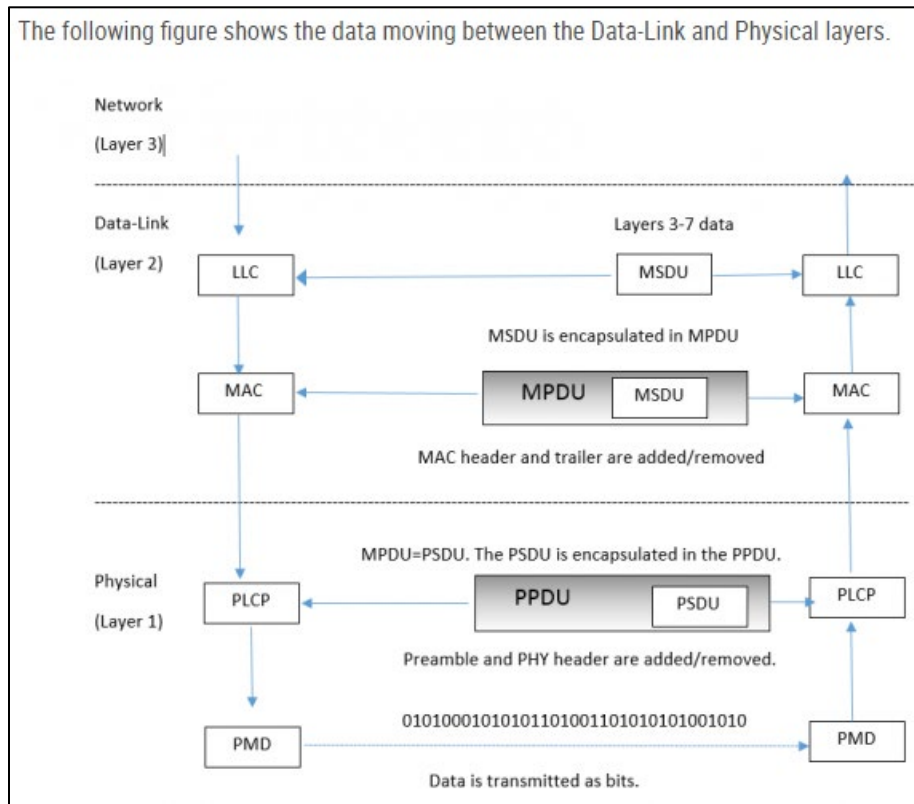 The following figure shows the data moving between the Data-Link and Physical layers.
Network
(Layer 3)
Data-Link
(Layer 2)
Layers 3-7 data
LLC
MSDU
LLC
MSDU is encapsulated in MPDU
MAC
MPDU
MSDU
MAC
MAC header and trailer are added/removed
MPDU=PSDU. The PSDU is encapsulated in the PPDU.
Physical
(Layer 1)
PLCP
PPDU
PSDU
PLCP
Preamble and PHY header are added/removed.
01010001010101101001101010101001010
PMD
PMD
Data is transmitted as bits.